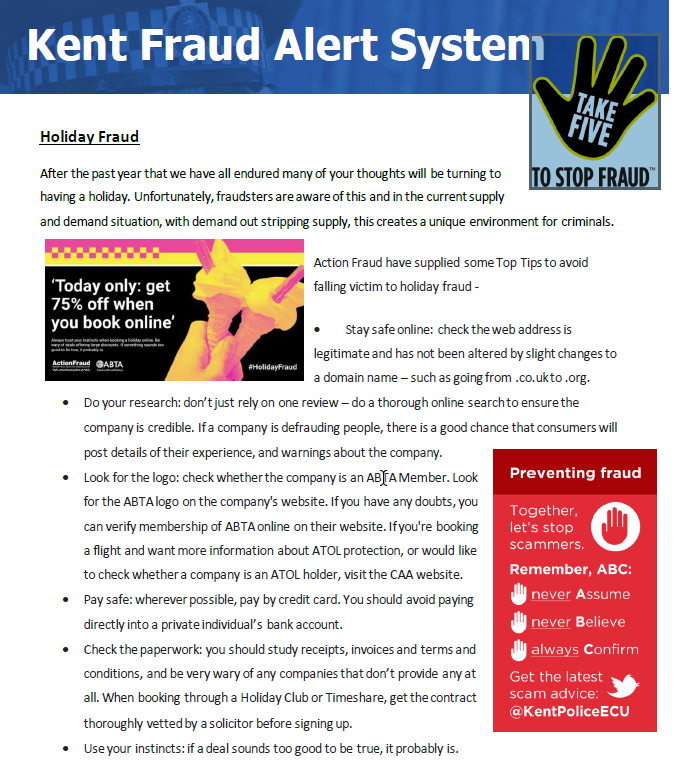 Kent Fraud Alert System
TAKE
FIVE
TO STOP FRAUD™
Holiday Fraud
After the past year that we have all endured many of your thoughts will be turning to
having a holiday. Unfortunately, fraudsters are aware of this and in the current supply
and demand situation, with demand out stripping supply, this creates a unique environment for criminals.
'Today only: get
75% off when
you book online'
Always trust your instincts when booking a holiday online. Be
wary of deals offering large discounts. If something sounds
too good to be true, it probably is.
ActionFraud
ABTA
#HolidayFraud
Action Fraud have supplied some Top Tips to avoid
falling victim to holiday fraud -
• Stay safe online: check the web address is
legitimate and has not been altered by slight changes to
a domain name – such as going from .co.uk to .org.
• Do your research: don't just rely on one review – do a thorough online search to ensure the
company is credible. If a company is defrauding people, there is a good chance that consumers will
post details of their experience, and warnings about the company.
• Look for the logo: check whether the company is an ABTA Member. Look
for the ABTA logo on the company's website. If you have any doubts, you
can verify membership of ABTA online on their website. If you're booking
a flight and want more information about ATOL protection, or would like
to check whether a company is an ATOL holder, visit the CAA website.
• Pay safe: wherever possible, pay by credit card. You should avoid paying
directly into a private individual's bank account.
• Check the paperwork: you should study receipts, invoices and terms and
conditions, and be very wary of any companies that don't provide any at
all. When booking through a Holiday Club or Timeshare, get the contract
thoroughly vetted by a solicitor before signing up.
• Use your instincts: if a deal sounds too good to be true, it probably is.
Preventing fraud
Together,
let's stop
scammers.
Remember, ABC:
never Assume
never Believe
always Confirm
Get the latest
scam advice:
@KentPoliceECU